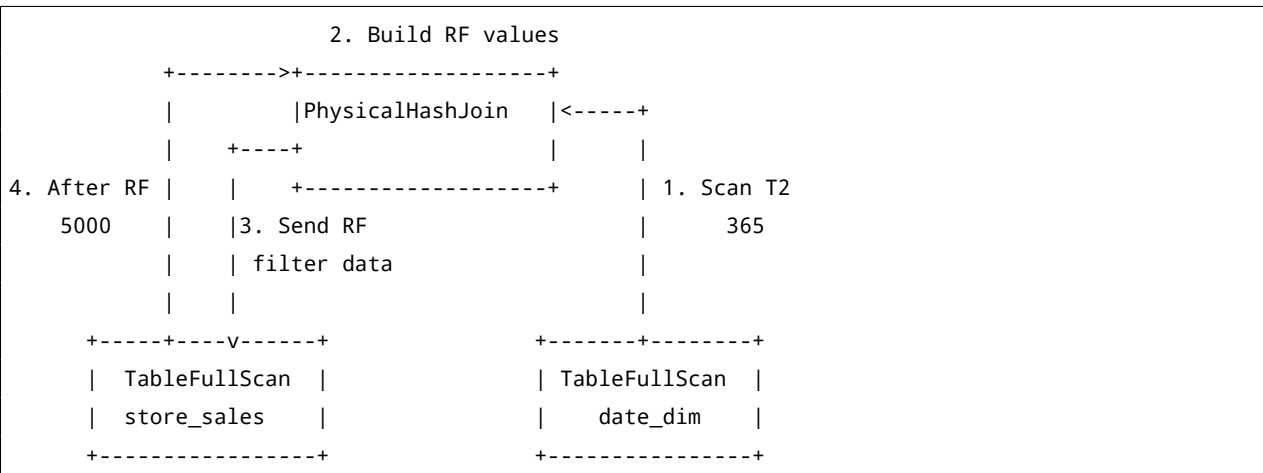 2. Build RF values
PhysicalHashJoin
4. After RF
1. Scan T2
5000
3. Send RF
365
filter data
TableFullScan
TableFullScan
store_sales
date_dim